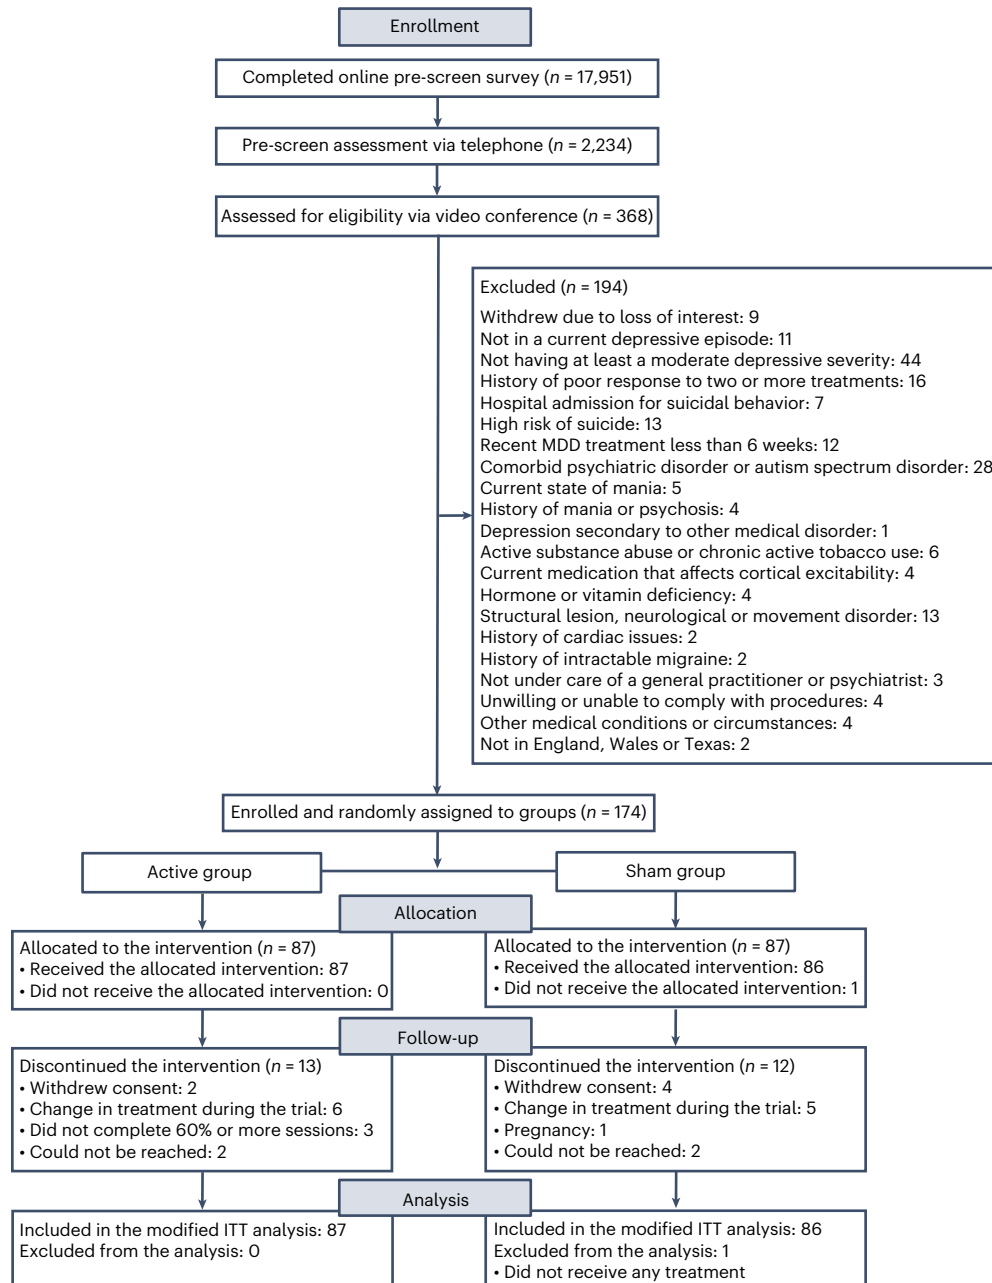 Enrollment
Completed online pre-screen survey (n = 17,951)
Pre-screen assessment via telephone (n = 2,234)
Assessed for eligibility via video conference (n = 368)
Excluded (n = 194)
Withdrew due to loss of interest: 9
Not in a current depressive episode: 11
Not having at least a moderate depressive severity: 44
History of poor response to two or more treatments: 16
Hospital admission for suicidal behavior: 7
High risk of suicide: 13
Recent MDD treatment less than 6 weeks: 12
Comorbid psychiatric disorder or autism spectrum disorder: 28
Current state of mania: 5
History of mania or psychosis: 4
Depression secondary to other medical disorder: 1
Active substance abuse or chronic active tobacco use: 6
Current medication that affects cortical excitability: 4
Hormone or vitamin deficiency: 4
Structural lesion, neurological or movement disorder: 13
History of cardiac issues: 2
History of intractable migraine: 2
Not under care of a general practitioner or psychiatrist: 3
Unwilling or unable to comply with procedures: 4
Other medical conditions or circumstances: 4
Not in England, Wales or Texas: 2
Enrolled and randomly assigned to groups (n = 174)
Active group
Sham group
Allocation
Allocated to the intervention (n = 87)
• Received the allocated intervention: 87
• Did not receive the allocated intervention: 0
Allocated to the intervention (n = 87)
• Received the allocated intervention: 86
• Did not receive the allocated intervention: 1
Follow-up
Discontinued the intervention (n = 13)
• Withdrew consent: 2
• Change in treatment during the trial: 6
• Did not complete 60% or more sessions: 3
• Could not be reached: 2
Discontinued the intervention (n = 12)
• Withdrew consent: 4
• Change in treatment during the trial: 5
• Pregnancy: 1
• Could not be reached: 2
Analysis
Included in the modified ITT analysis: 87
Excluded from the analysis: 0
Included in the modified ITT analysis: 86
Excluded from the analysis: 1
• Did not receive any treatment